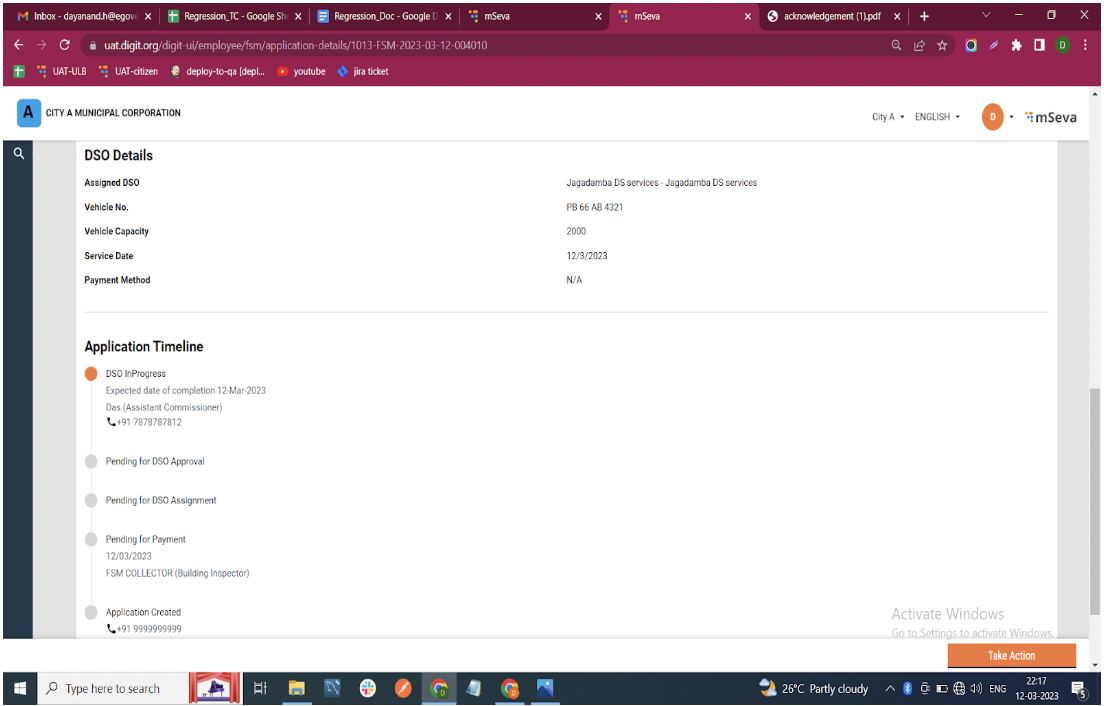 Inbox - dayanand.h@egove
Regression_TC - Google She
Regression_Doc - Google D
mSeva
mSeva
acknowledgement (1).pdf
uat.digit.org/digit-ui/employee/fsm/application-details/1013-FSM-2023-03-12-004010
D
UAT-ULB
UAT-citizen
deploy-to-qa [depl...
youtube
jira ticket
A
CITY A MUNICIPAL CORPORATION
City A
ENGLISH
D
mSeva
DSO Details
Assigned DSO Jagadamba DS services - Jagadamba DS services
Vehicle No. PB 66 AB 4321
Vehicle Capacity 2000
Service Date 12/3/2023
Payment Method N/A
Application Timeline
DSO InProgress
Expected date of completion 12-Mar-2023
Das (Assistant Commissioner)
+91 7878787812
Pending for DSO Approval
Pending for DSO Assignment
Pending for Payment
12/03/2023
FSM COLLECTOR (Building Inspector)
Application Created
+91 9999999999
Activate Windows
Go to Settings to activate Windows.
Take Action
Type here to search
26°C Partly cloudy
ENG
22:17
12-03-2023
5